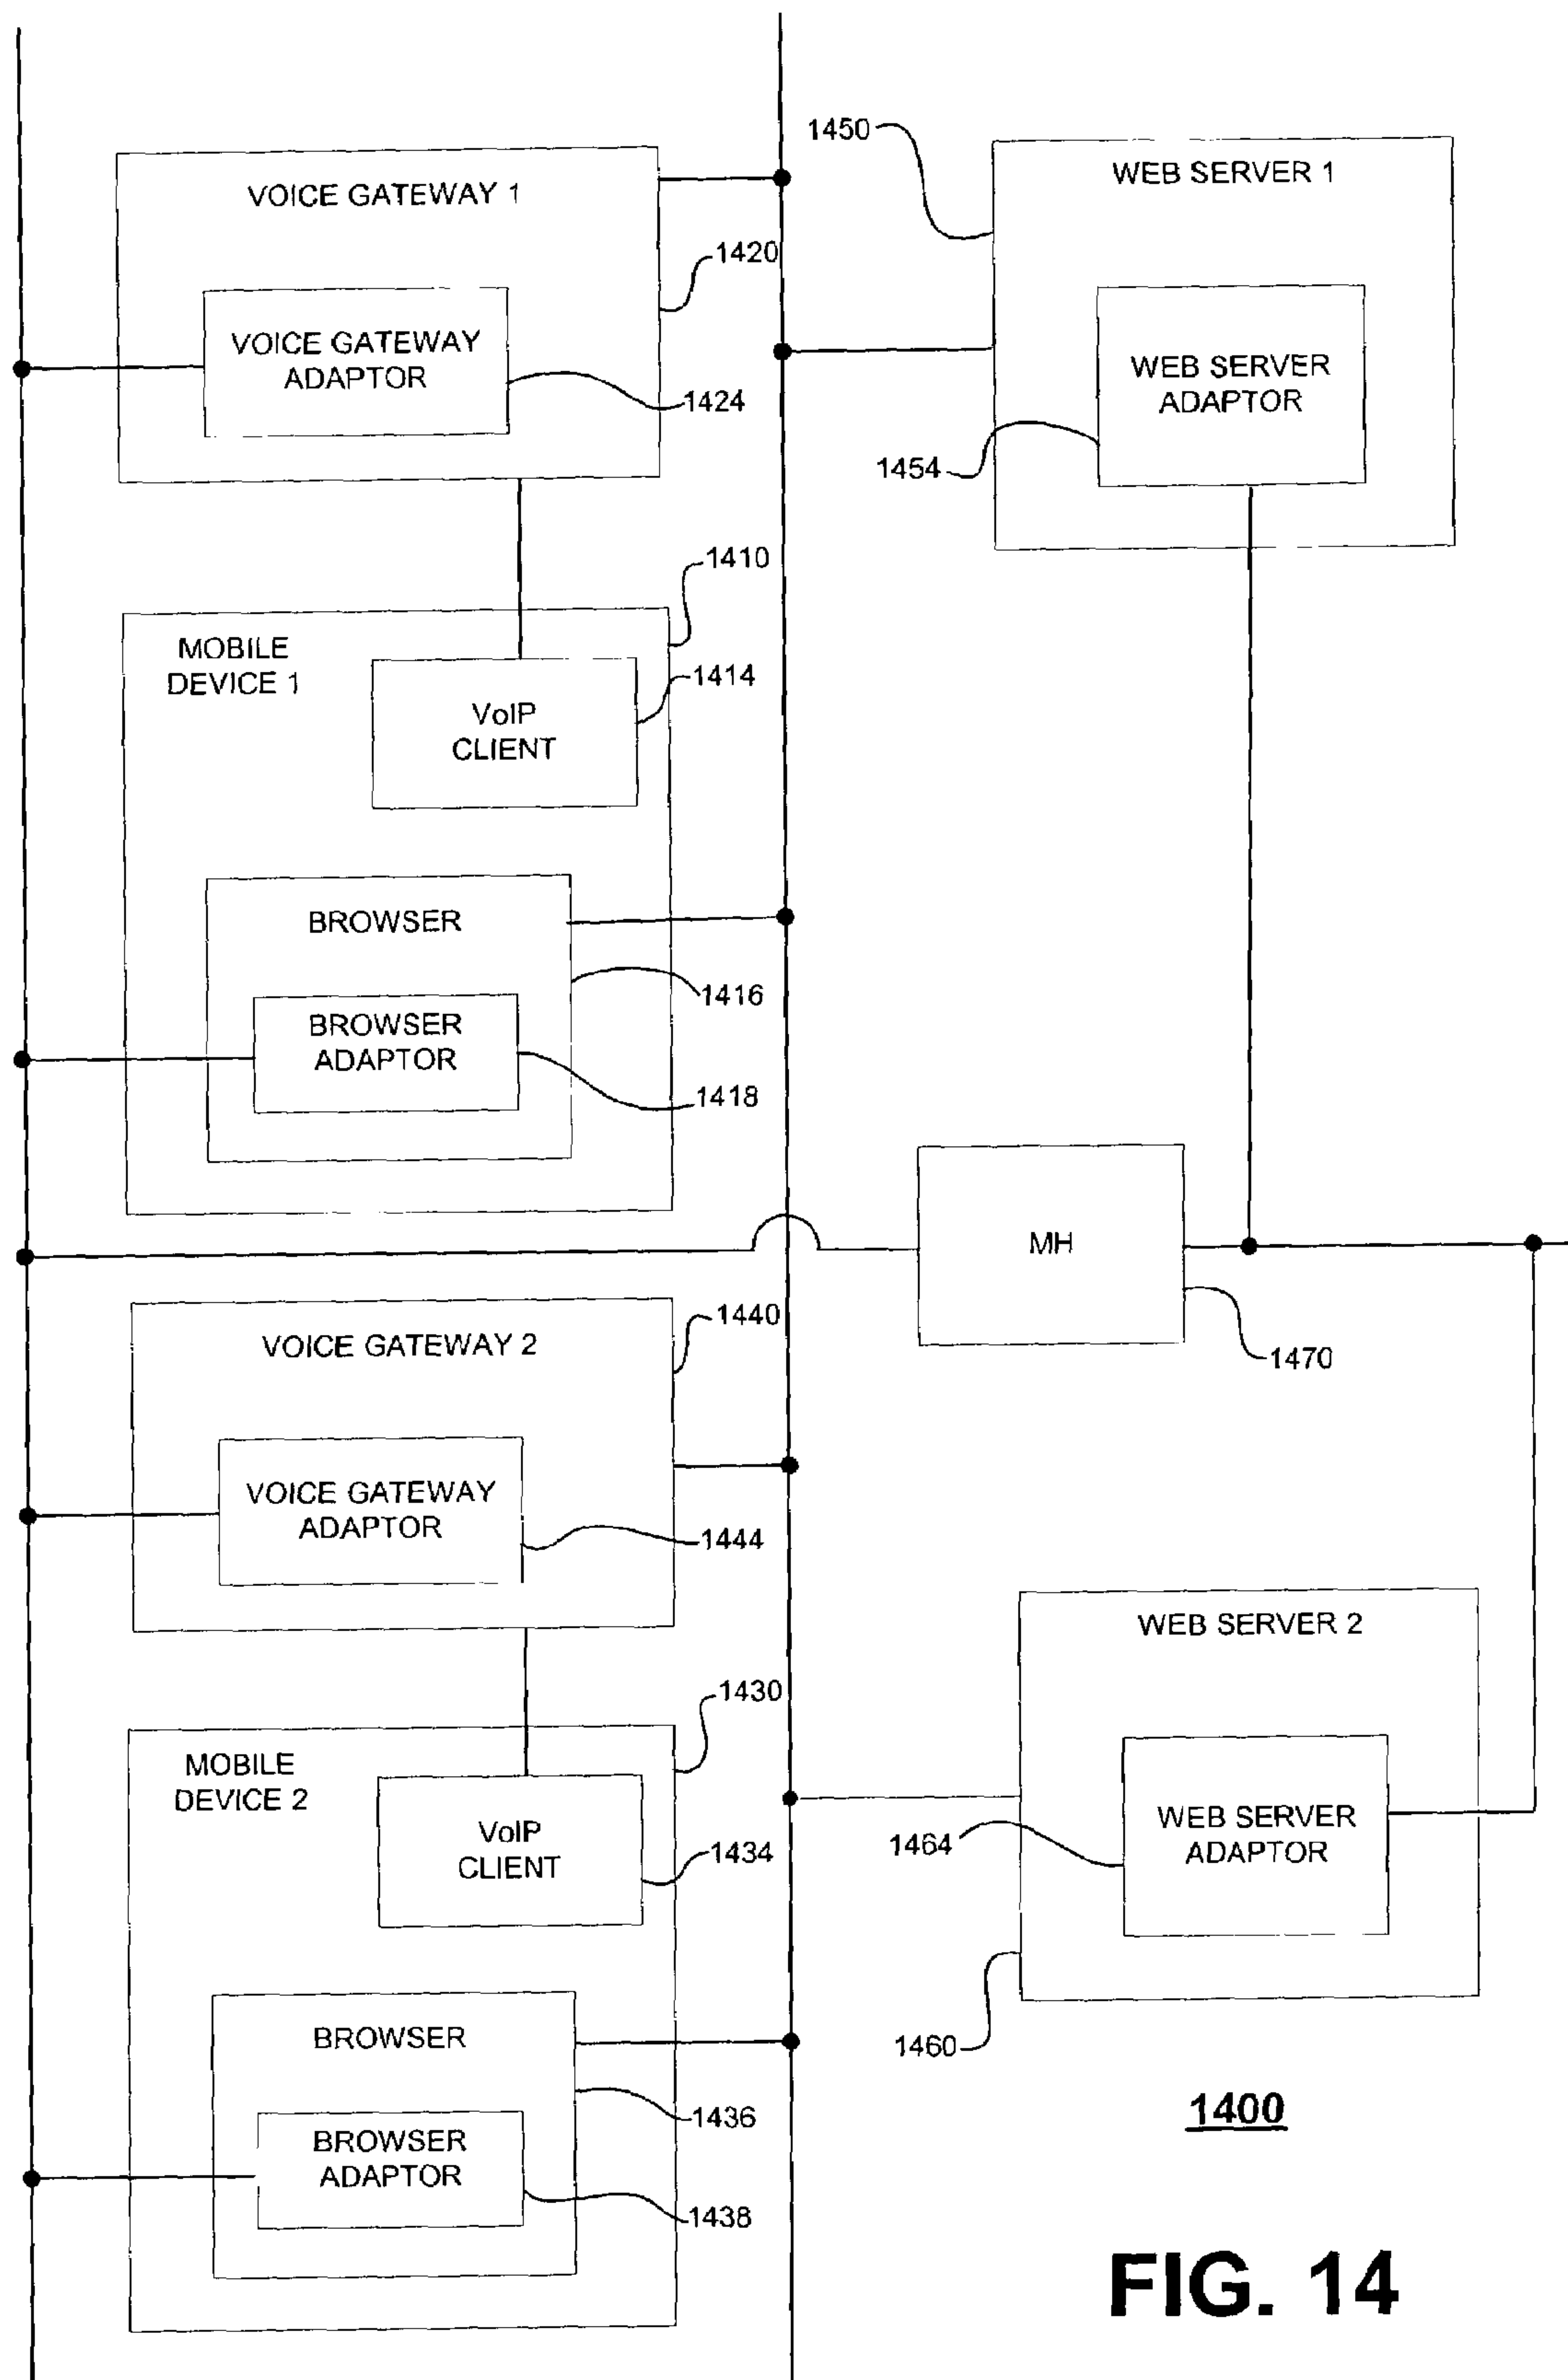 1450
WEB SERVER 1
VOICE GATEWAY 1
1420
VOICE GATEWAY
ADAPTOR
1424
WEB SERVER
ADAPTOR
1454
1410
MOBILE
DEVICE 1
1414
VoIP
CLIENT
BROWSER
1416
BROWSER
ADAPTOR
1418
MH
1470
1440
VOICE GATEWAY 2
VOICE GATEWAY
ADAPTOR
1444
WEB SERVER 2
1430
MOBILE
DEVICE 2
VoIP
CLIENT
1434
WEB SERVER
ADAPTOR
1464
1460
BROWSER
1436
BROWSER
ADAPTOR
1438
1400
FIG. 14